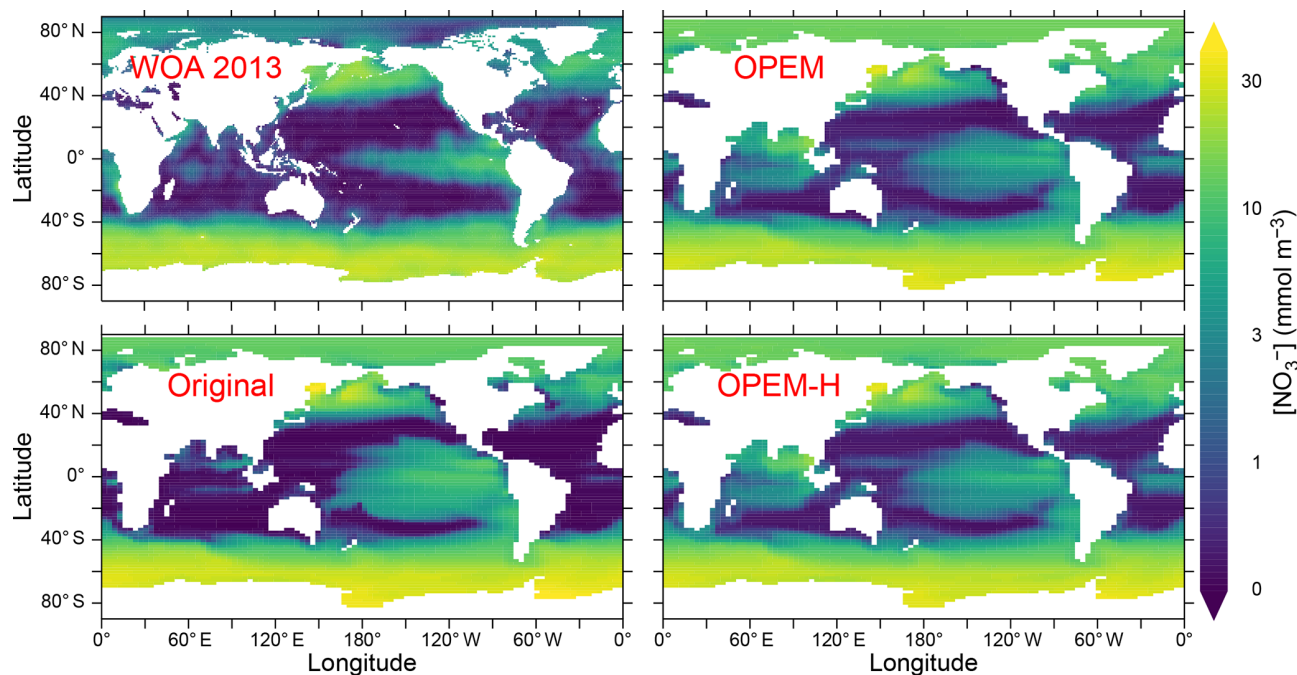 WOA 2013
OPEM
80° N
40° N
0°
40° S
80° S
Latitude
Original
OPEM-H
80° N
40° N
0°
40° S
80° S
Latitude
0° 60° E 120° E 180° 120° W 60° W 0°
0° 60° E 120° E 180° 120° W 60° W 0°
Longitude
Longitude
30
10
3
1
0
[NO₃⁻] (mmol m⁻³)